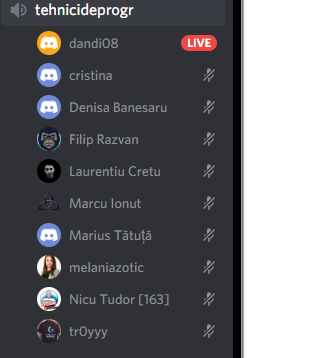 tehnicideprogr
dandi08 LIVE
cristina
Denisa Banesaru
Filip Razvan
Laurentiu Cretu
Marcu Ionut
Marius Tătuță
melaniazotic
Nicu Tudor [163]
tr0yyy